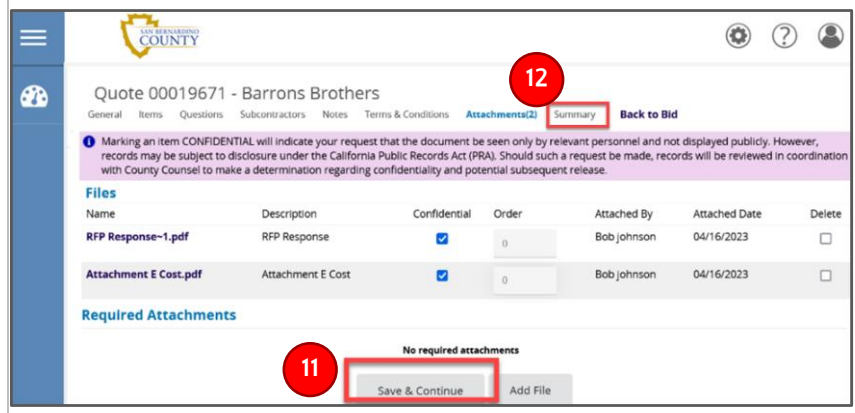 SAN BERNARDINO
COUNTY
Quote 00019671 - Barrons Brothers
12
General Items Questions Subcontractors Notes Terms & Conditions Attachments(2) Summary Back to Bid
Marking an item CONFIDENTIAL will indicate your request that the document be seen only by relevant personnel and not displayed publicly. However,
records may be subject to disclosure under the California Public Records Act (PRA). Should such a request be made, records will be reviewed in coordination
with County Counsel to make a determination regarding confidentiality and potential subsequent release.
Files
Name Description Confidential Order Attached By Attached Date Delete
RFP Response~1.pdf RFP Response 0 Bob johnson 04/16/2023
Attachment E Cost.pdf Attachment E Cost 0 Bob johnson 04/16/2023
Required Attachments
No required attachments
11
Save & Continue Add File